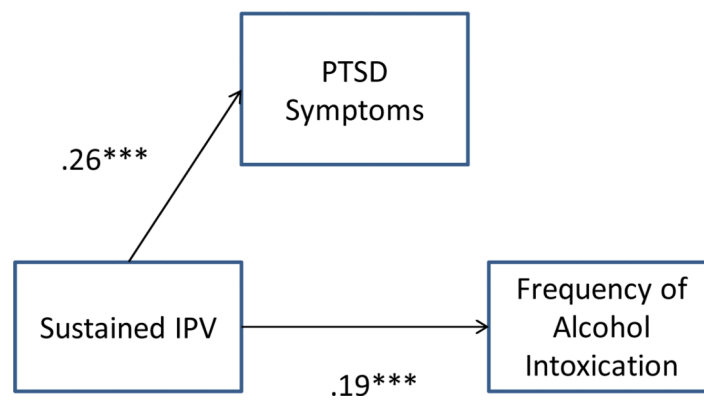 PTSD
Symptoms
.26***
Sustained IPV
Frequency of
Alcohol
Intoxication
.19***